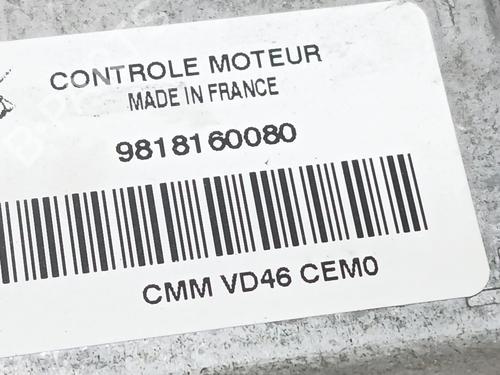 CONTROLE MOTEUR
MADE IN FRANCE
9818160080
CMM VD46 CEM0